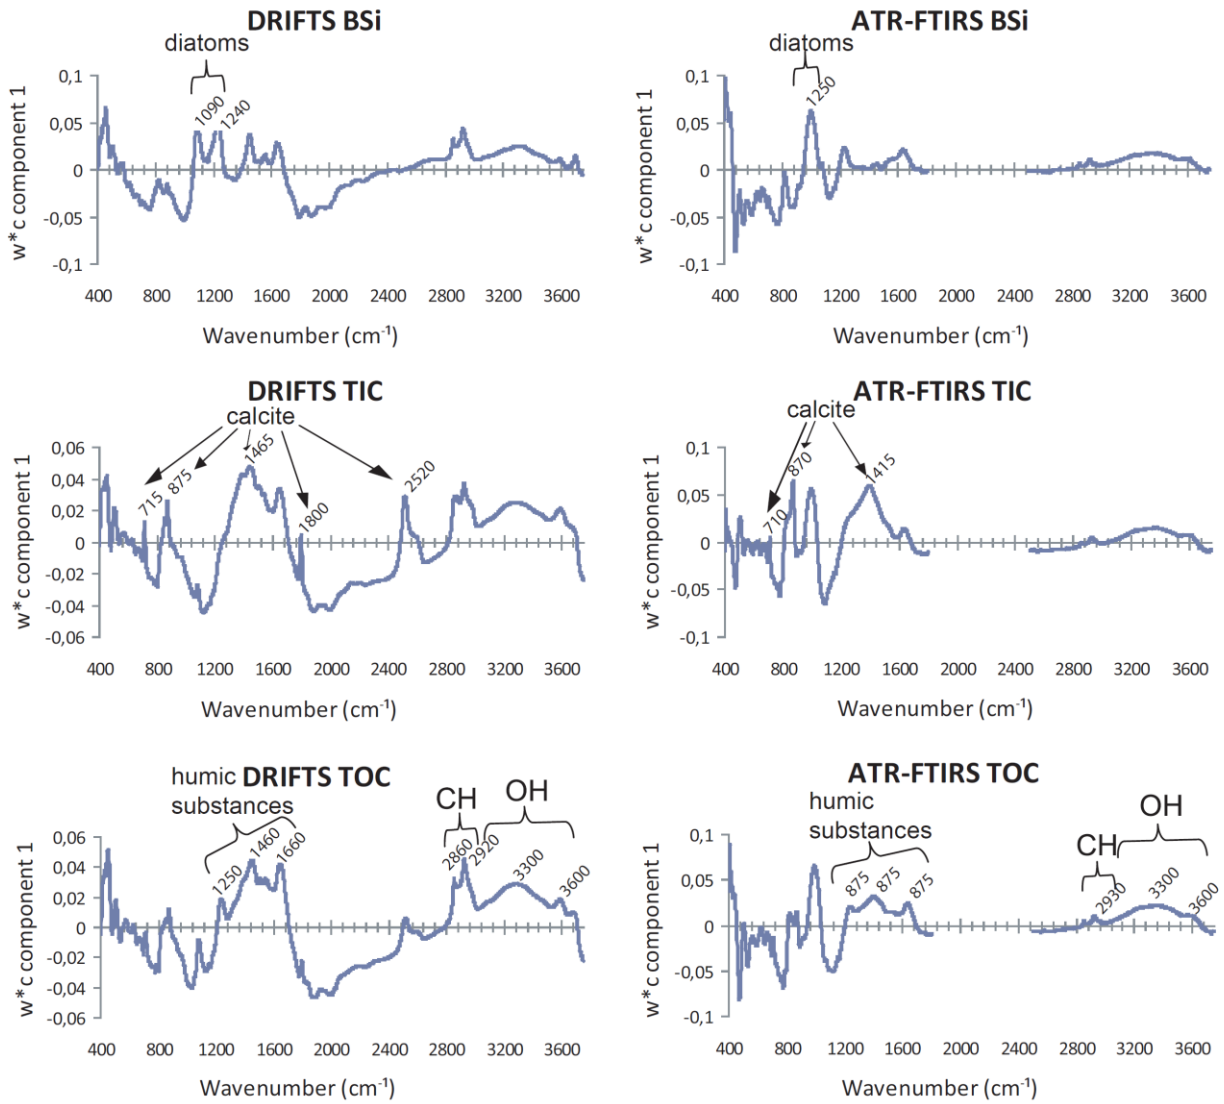 DRIFTS BSi
diatoms
1090
1240
0,1
0,05
0
-0,05
-0,1
w*c component 1
400 800 1200 1600 2000 2400 2800 3200 3600
Wavenumber (cm⁻¹)
ATR-FTIRS BSi
diatoms
1250
0,1
0,05
0
-0,05
-0,1
w*c component 1
400 800 1200 1600 2000 2400 2800 3200 3600
Wavenumber (cm⁻¹)
DRIFTS TIC
calcite
715
875
1465
1800
2520
0,06
0,04
0,02
0
-0,02
-0,04
-0,06
w*c component 1
400 800 1200 1600 2000 2400 2800 3200 3600
Wavenumber (cm⁻¹)
ATR-FTIRS TIC
calcite
710
870
1415
0,1
0,05
0
-0,05
-0,1
w*c component 1
400 800 1200 1600 2000 2400 2800 3200 3600
Wavenumber (cm⁻¹)
DRIFTS TOC
humic
substances
CH
OH
1250
1460
1660
2860
2920
3300
3600
0,06
0,04
0,02
0
-0,02
-0,04
-0,06
w*c component 1
400 800 1200 1600 2000 2400 2800 3200 3600
Wavenumber (cm⁻¹)
ATR-FTIRS TOC
humic
substances
CH
OH
875
875
875
2930
3300
3600
0,1
0,05
0
-0,05
-0,1
w*c component 1
400 800 1200 1600 2000 2400 2800 3200 3600
Wavenumber (cm⁻¹)